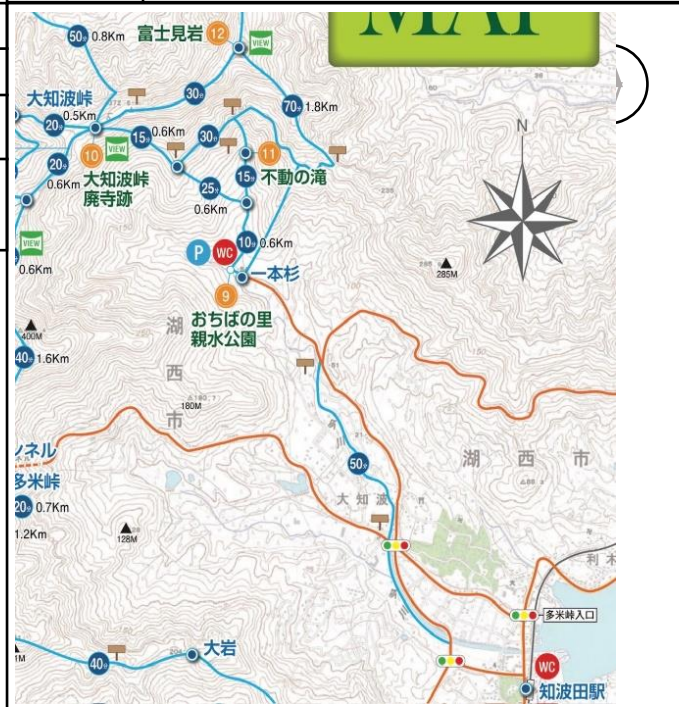 MAP
50分 0.8Km
富士見岩 12
VIEW
大知波峠
30分
70分 1.8Km
20分 0.5Km
15分 0.6Km
30分
10 VIEW
11
大知波峠
廃寺跡
不動の滝
20分
0.6Km
15分
25分
0.6Km
N
VIEW
0.6Km
P WC 10分 0.6Km
一本杉
9
おちばの里
親水公園
285M
400M
湖西市
40分 1.6Km
180M
ンネル
多米峠
20分 0.7Km
1.2Km
50分
湖西市
大知波
128M
利木
多米峠入口
40分
大岩
WC
知波田駅